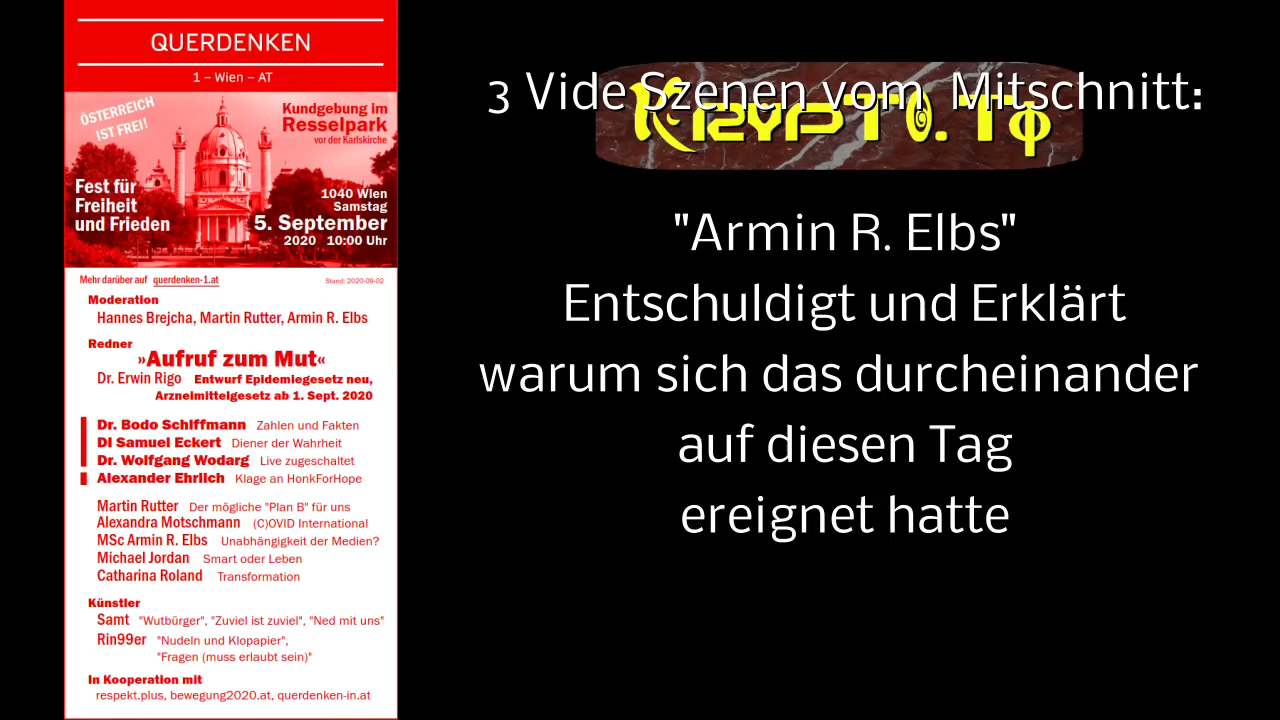 QUERDENKEN
1 – Wien – AT
ÖSTERREICH
IST FREI!
Kundgebung im
Resselpark
vor der Karlskirche
Fest für
Freiheit
und Frieden
1040 Wien
Samstag
5. September
2020 10:00 Uhr
Mehr darüber auf querdenken-1.at
Stand: 2020-09-02
Moderation
Hannes Brejcha, Martin Rutter, Armin R. Elbs
Redner
»Aufruf zum Mut«
Dr. Erwin Rigo Entwurf Epidemiegesetz neu,
Arzneimittelgesetz ab 1. Sept. 2020
Dr. Bodo Schiffmann Zahlen und Fakten
DI Samuel Eckert Diener der Wahrheit
Dr. Wolfgang Wodarg Live zugeschaltet
Alexander Ehrlich Klage an HonkForHope
Martin Rutter Der mögliche "Plan B" für uns
Alexandra Motschmann (C)OVID International
MSc Armin R. Elbs Unabhängigkeit der Medien?
Michael Jordan Smart oder Leben
Catharina Roland Transformation
Künstler
Samt "Wutbürger", "Zuviel ist zuviel", "Ned mit uns"
Rin99er "Nudeln und Klopapier",
"Fragen (muss erlaubt sein)"
In Kooperation mit
respekt.plus, bewegung2020.at, querdenken-in.at
3 Vide Szenen vom Mitschnitt:
"Armin R. Elbs"
Entschuldigt und Erklärt
warum sich das durcheinander
auf diesen Tag
ereignet hatte